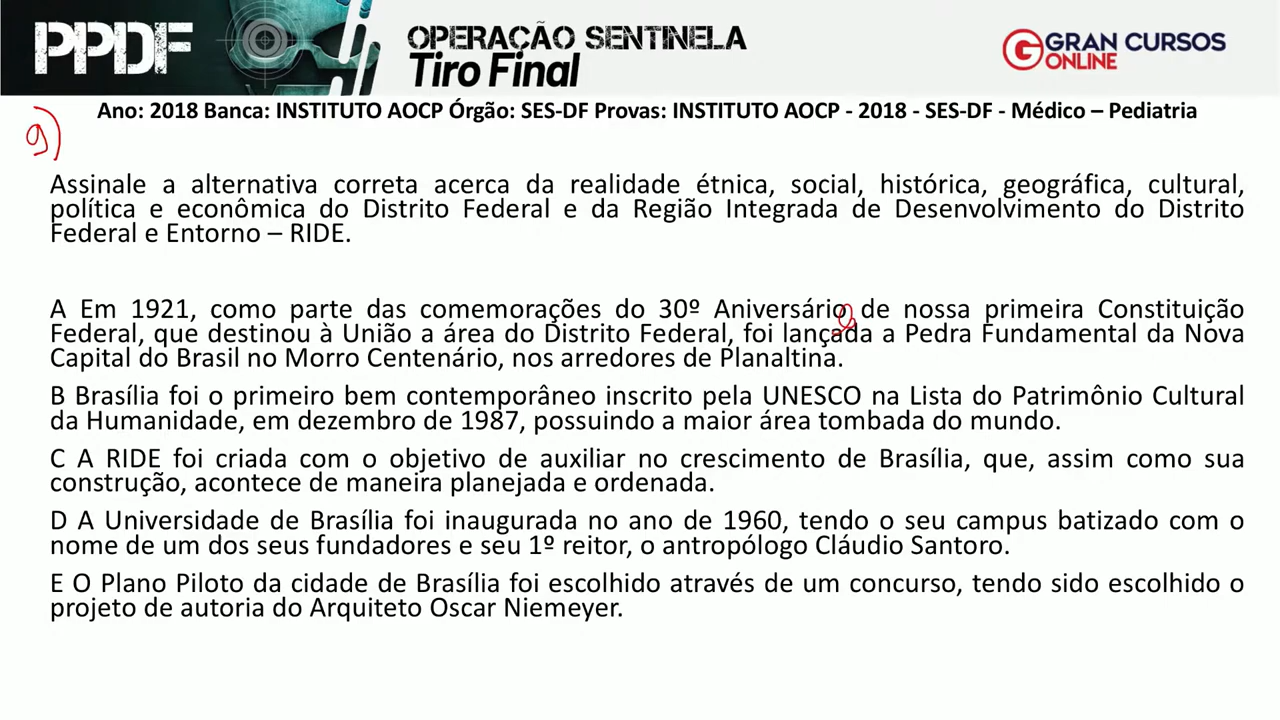 PPDF
OPERAÇÃO SENTINELA
Tiro Final
GRAN CURSOS
ONLINE
Ano: 2018 Banca: INSTITUTO AOCP Órgão: SES-DF Provas: INSTITUTO AOCP - 2018 - SES-DF - Médico – Pediatria
9)
Assinale a alternativa correta acerca da realidade étnica, social, histórica, geográfica, cultural,
política e econômica do Distrito Federal e da Região Integrada de Desenvolvimento do Distrito
Federal e Entorno – RIDE.
A Em 1921, como parte das comemorações do 30º Aniversário de nossa primeira Constituição
Federal, que destinou à União a área do Distrito Federal, foi lançada a Pedra Fundamental da Nova
Capital do Brasil no Morro Centenário, nos arredores de Planaltina.
B Brasília foi o primeiro bem contemporâneo inscrito pela UNESCO na Lista do Patrimônio Cultural
da Humanidade, em dezembro de 1987, possuindo a maior área tombada do mundo.
C A RIDE foi criada com o objetivo de auxiliar no crescimento de Brasília, que, assim como sua
construção, acontece de maneira planejada e ordenada.
D A Universidade de Brasília foi inaugurada no ano de 1960, tendo o seu campus batizado com o
nome de um dos seus fundadores e seu 1º reitor, o antropólogo Cláudio Santoro.
E O Plano Piloto da cidade de Brasília foi escolhido através de um concurso, tendo sido escolhido o
projeto de autoria do Arquiteto Oscar Niemeyer.